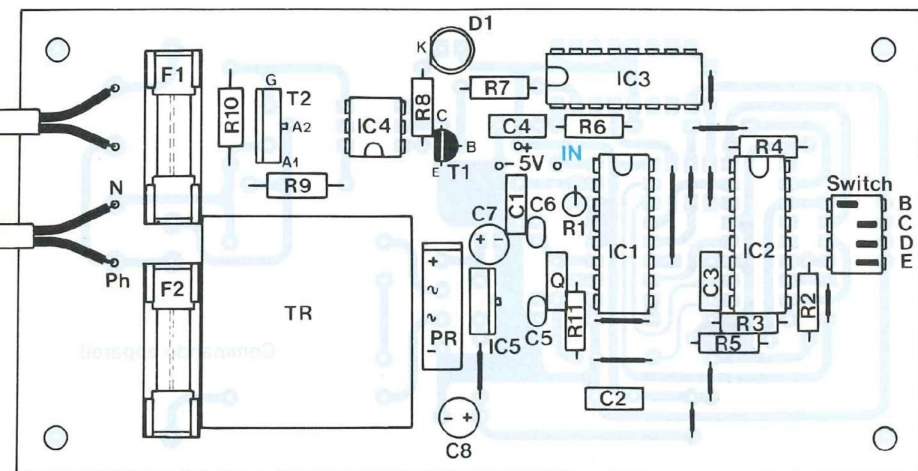 D1
K
F1
R10
G
T2
A2
A1
IC4
R8
C
B
E
T1
R7
IC3
C4
R6
+
- 5V
IN
R4
R9
N
Ph
Switch
B
C
D
E
C1
C6
R1
IC1
IC2
C7
+ -
F2
TR
+
~
~
-
PR
IC5
Q
C5
R11
C3
R2
R3
R5
C2
- +
C8
Commande appareil